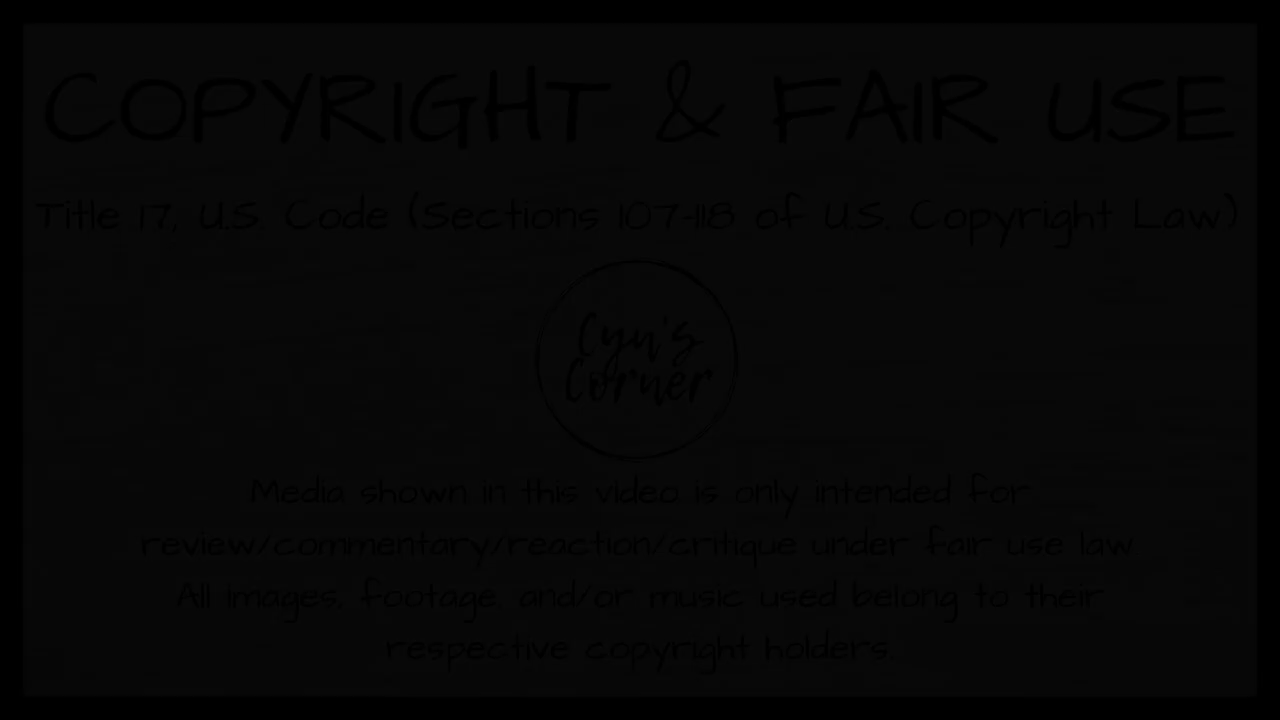 COPYRIGHT & FAIR USE
Title 17, U.S. Code (Sections 107-118 of U.S. Copyright Law)
Cyn's
Corner
Media shown in this video is only intended for
review/commentary/reaction/critique under fair use law
All images, footage, and/or music used belong to their
respective copyright holders.